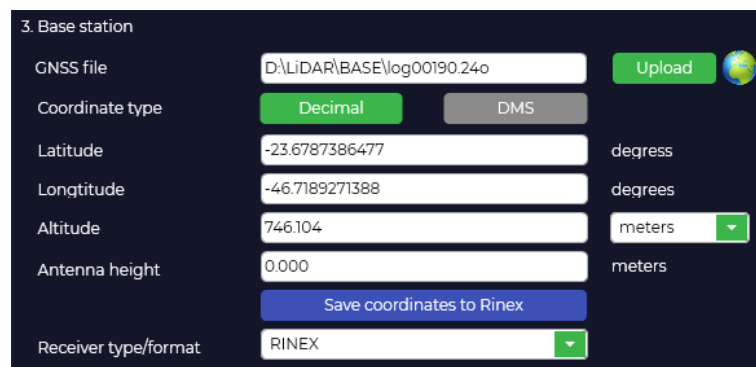 3. Base station
GNSS file D:\LiDAR\BASE\log00190.24o Upload
Coordinate type Decimal DMS
Latitude -23.6787386477 degress
Longtitude -46.7189271388 degrees
Altitude 746.104 meters
Antenna height 0.000 meters
Save coordinates to Rinex
Receiver type/format RINEX